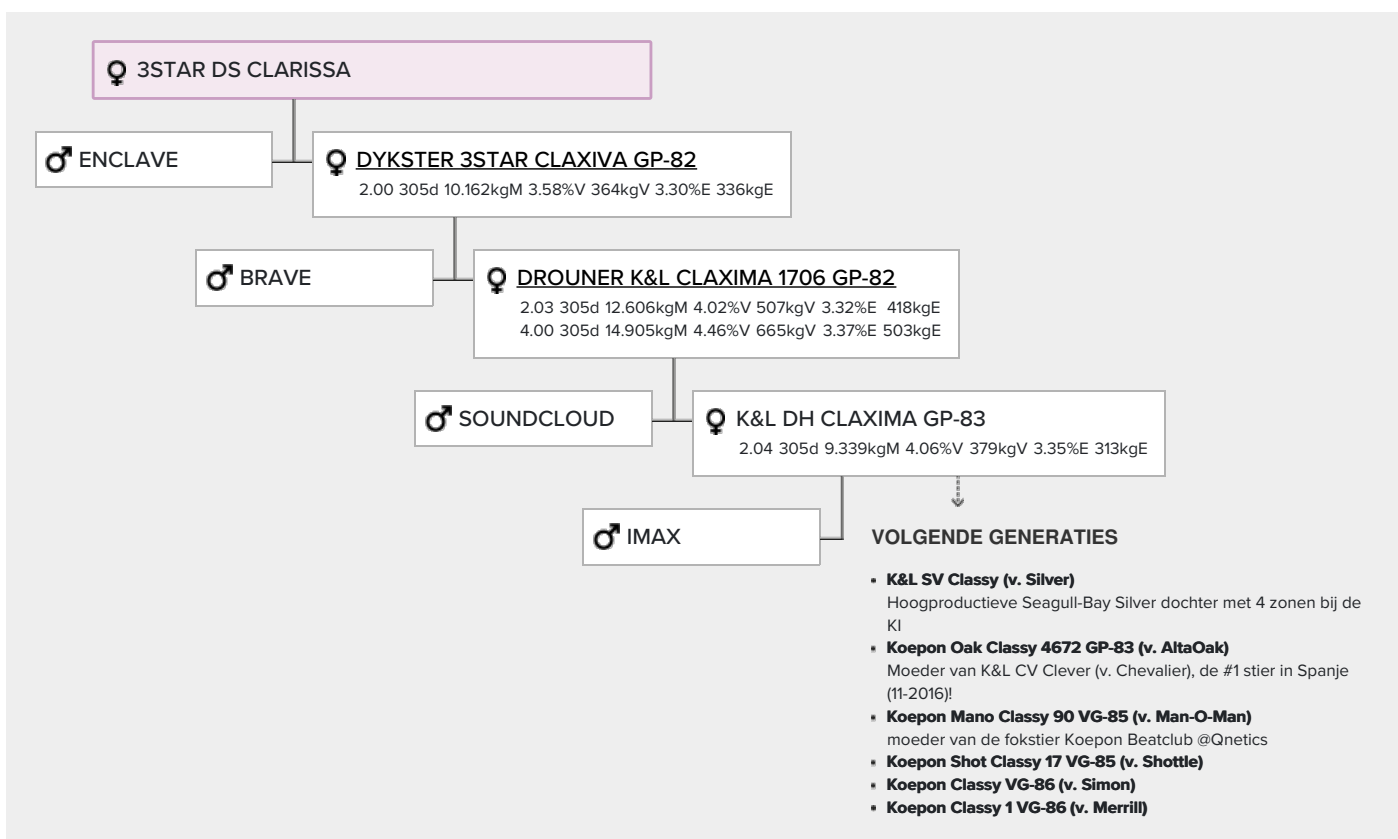 3STAR DS CLARISSA
ENCLAVE
DYKSTER 3STAR CLAXIVA GP-82
2.00 305d 10.162kgM 3.58%V 364kgV 3.30%E 336kgE
BRAVE
DROUNER K&L CLAXIMA 1706 GP-82
2.03 305d 12.606kgM 4.02%V 507kgV 3.32%E 418kgE
4.00 305d 14.905kgM 4.46%V 665kgV 3.37%E 503kgE
SOUNDCLOUD
K&L DH CLAXIMA GP-83
2.04 305d 9.339kgM 4.06%V 379kgV 3.35%E 313kgE
IMAX
VOLGENDE GENERATIES
K&L SV Classy (v. Silver)
Hoogproductieve Seagull-Bay Silver dochter met 4 zonen bij de
KI
Koepon Oak Classy 4672 GP-83 (v. AltaOak)
Moeder van K&L CV Clever (v. Chevalier), de #1 stier in Spanje
(11-2016)!
Koepon Mano Classy 90 VG-85 (v. Man-O-Man)
moeder van de fokstier Koepon Beatclub @Qnetics
Koepon Shot Classy 17 VG-85 (v. Shottle)
Koepon Classy VG-86 (v. Simon)
Koepon Classy 1 VG-86 (v. Merrill)